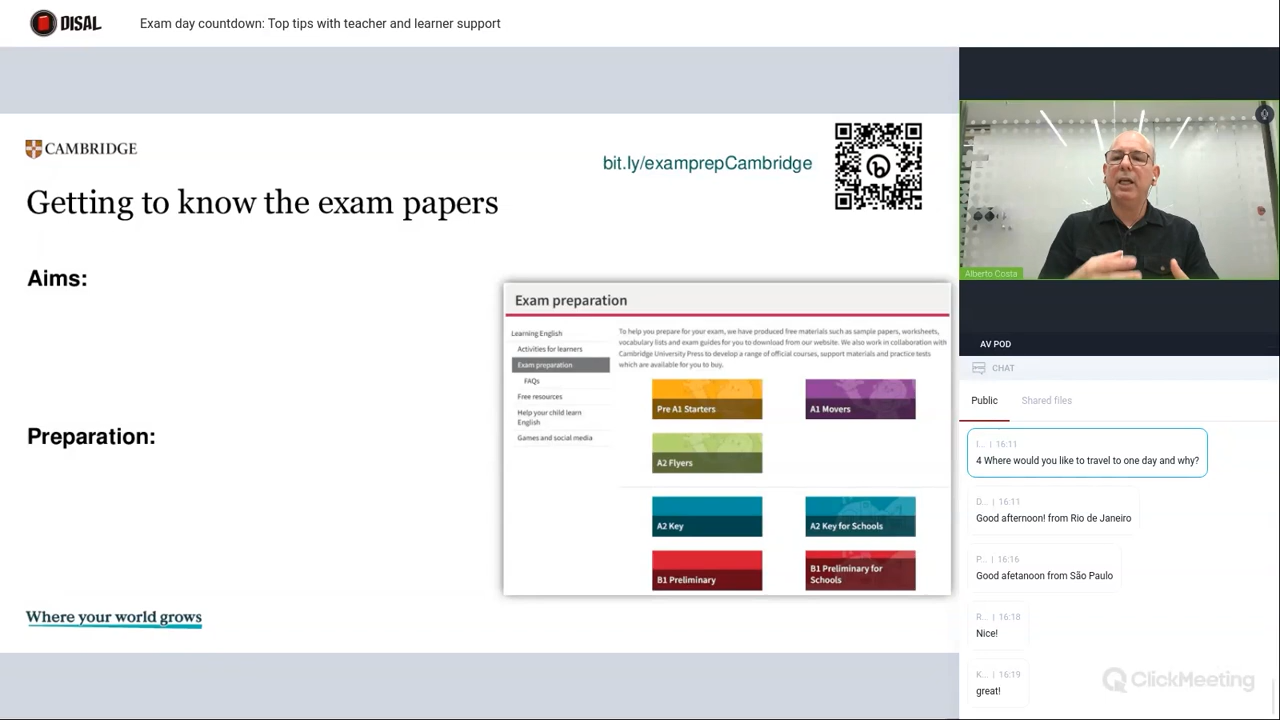 DISAL
Exam day countdown: Top tips with teacher and learner support
CAMBRIDGE
bit.ly/examprepCambridge
Getting to know the exam papers
Aims:
Preparation:
Exam preparation
Learning English
Activities for learners
Exam preparation
FAQs
Free resources
Help your child learn
English
Games and social media
To help you prepare for your exam, we have produced free materials such as sample papers, worksheets,
vocabulary lists and exam guides for you to download from our website. We also work in collaboration with
Cambridge University Press to develop a range of official courses, support materials and practice tests
which are available for you to buy.
Pre A1 Starters
A1 Movers
A2 Flyers
A2 Key
A2 Key for Schools
B1 Preliminary
B1 Preliminary for
Schools
Where your world grows
Alberto Costa
AV POD
CHAT
Public
Shared files
I... | 16:11
4 Where would you like to travel to one day and why?
D... | 16:11
Good afternoon! from Rio de Janeiro
P... | 16:16
Good afetanoon from São Paulo
R... | 16:18
Nice!
K... | 16:19
great!
ClickMeeting